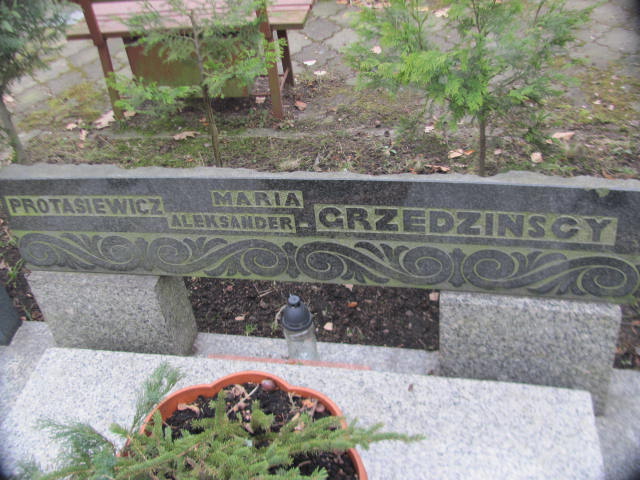 PROTASIEWICZ MARIA
ALEKSANDER - GRZEDZINSCY